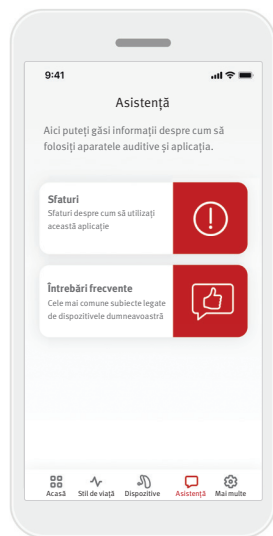 9:41
Asistență
Aici puteți găsi informații despre cum să
folosiți aparatele auditive și aplicația.
Sfaturi
Sfaturi despre cum să utilizați
această aplicație
Întrebări frecvente
Cele mai comune subiecte legate
de dispozitivele dumneavoastră
Acasă Stil de viață Dispozitive Asistență Mai multe